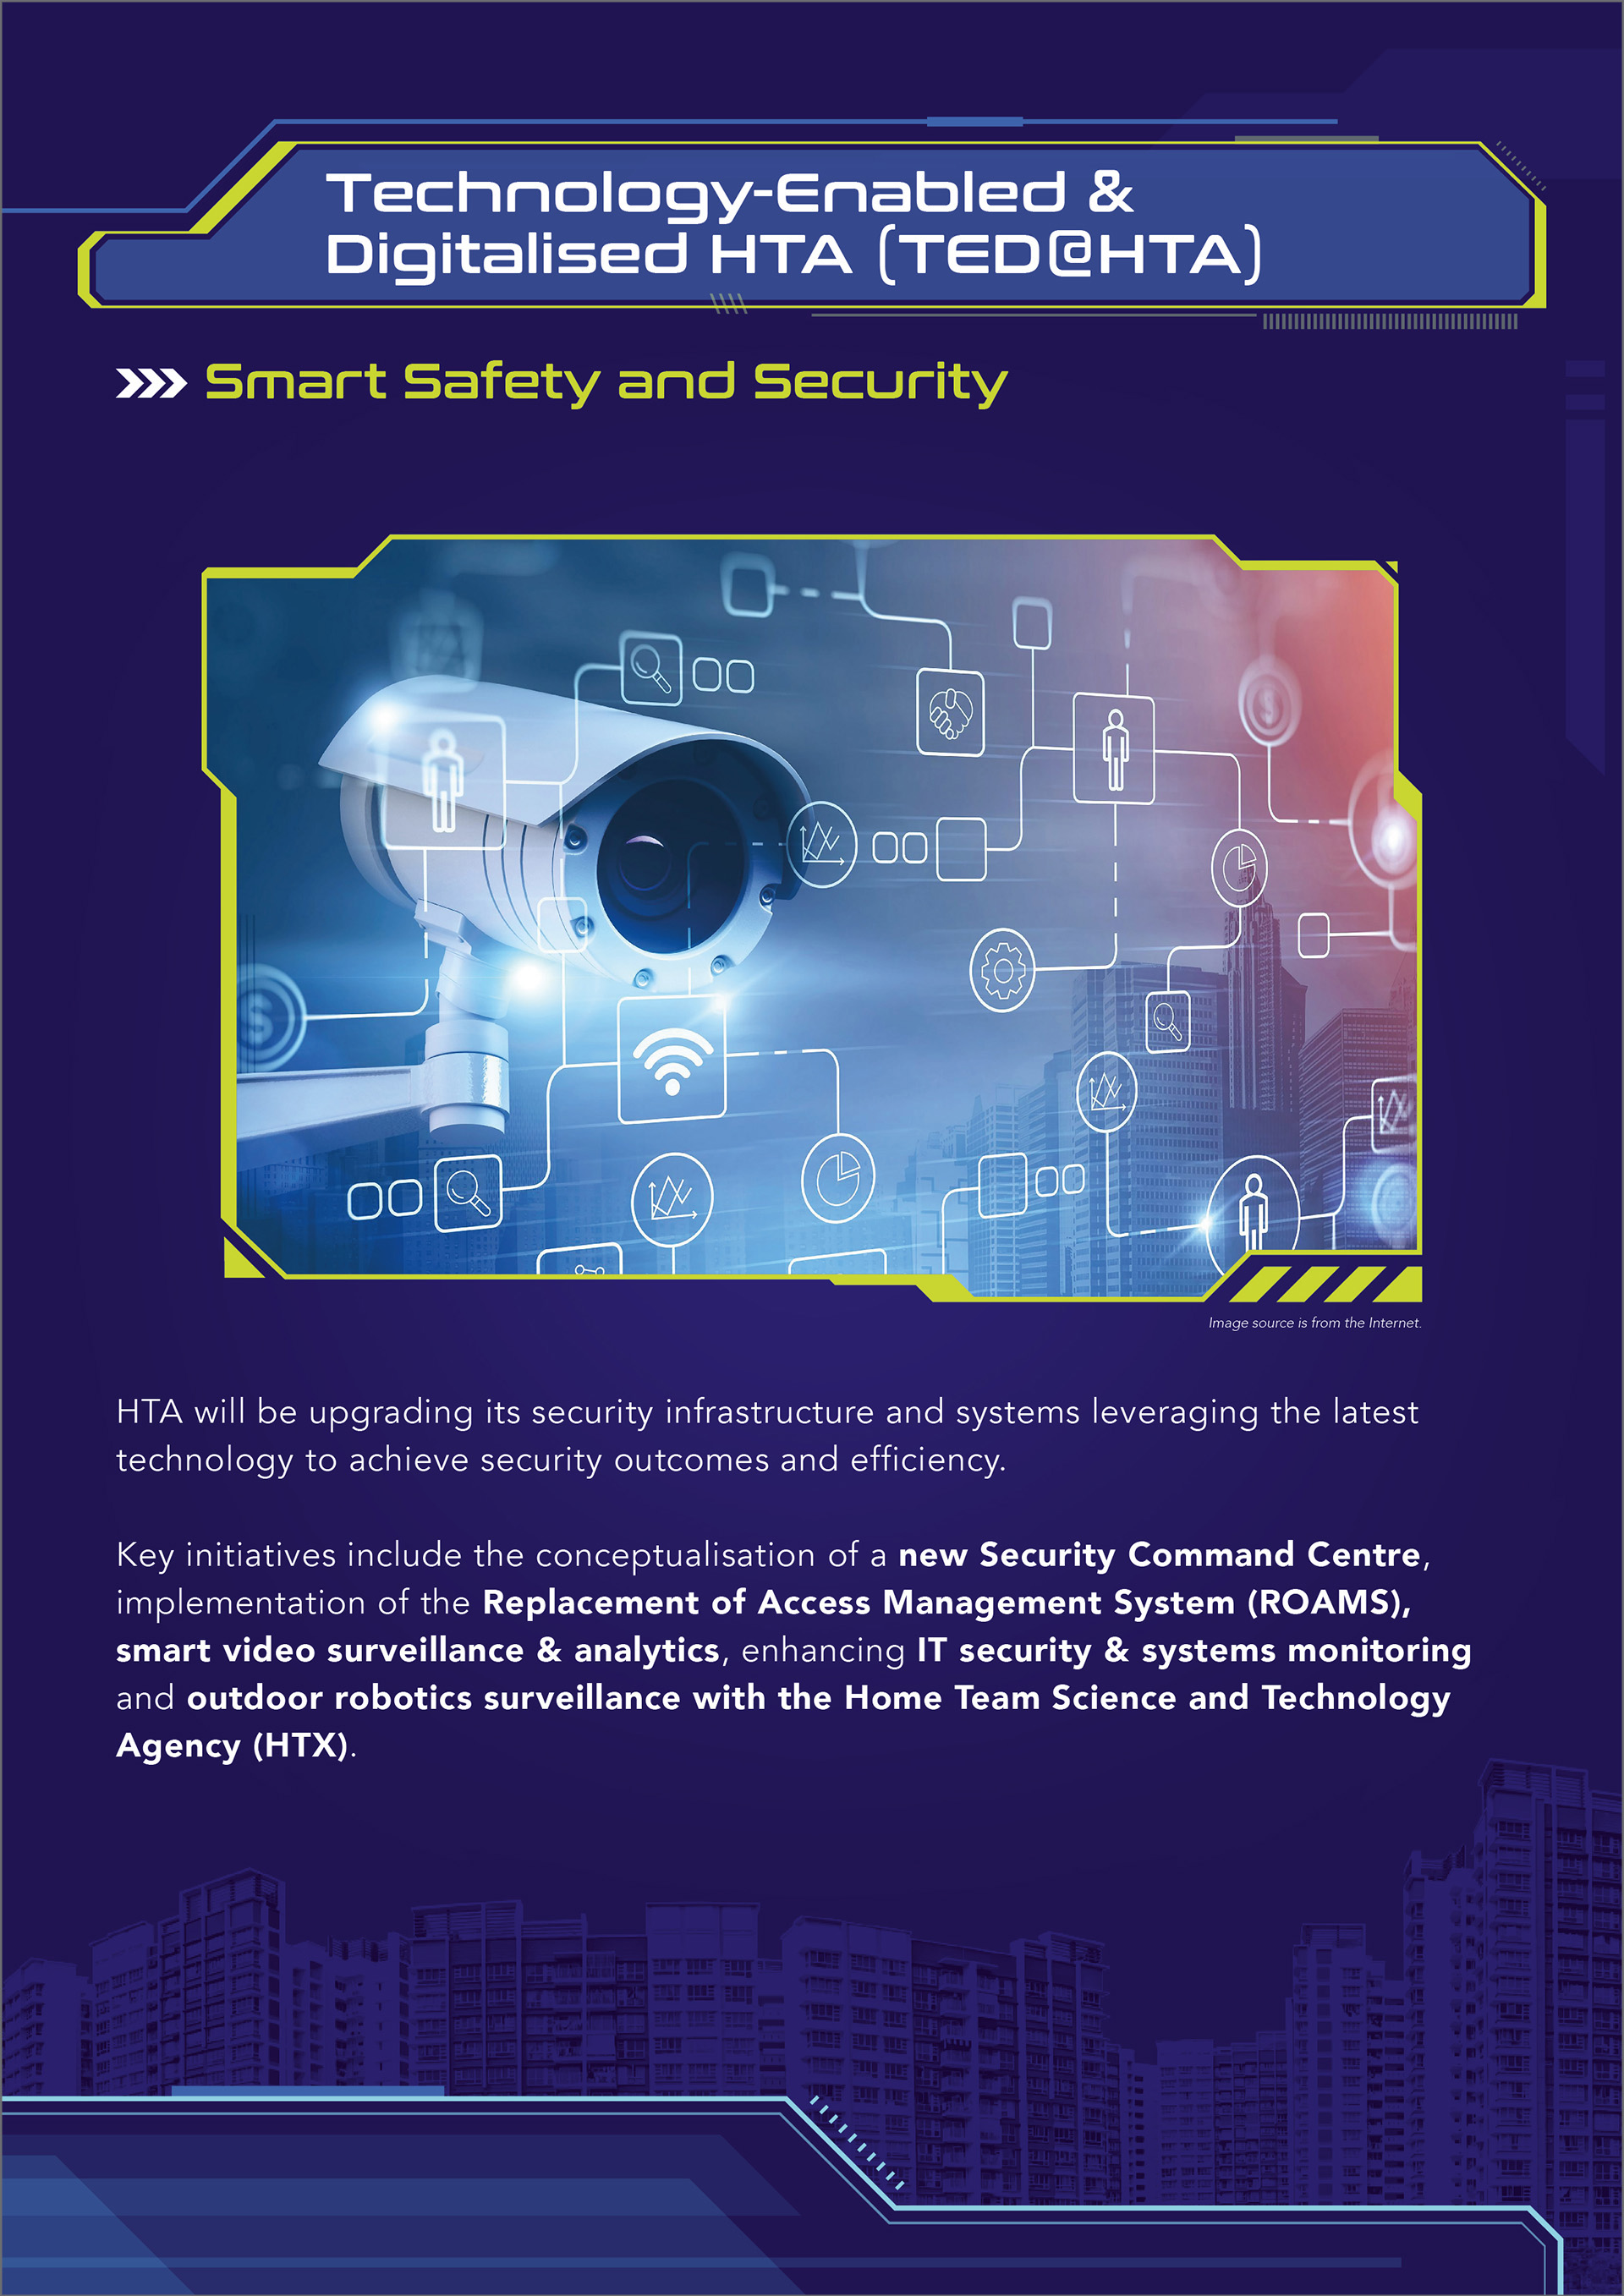 Technology-Enabled &
Digitalised HTA (TED@HTA)
Smart Safety and Security
Image source is from the Internet.
HTA will be upgrading its security infrastructure and systems leveraging the latest
technology to achieve security outcomes and efficiency.
Key initiatives include the conceptualisation of a new Security Command Centre,
implementation of the Replacement of Access Management System (ROAMS),
smart video surveillance & analytics, enhancing IT security & systems monitoring
and outdoor robotics surveillance with the Home Team Science and Technology
Agency (HTX).